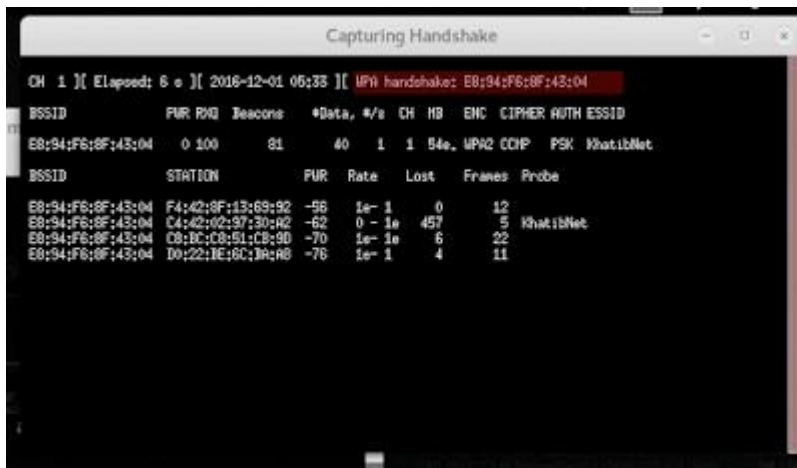 Capturing Handshake
CH 1 ][ Elapsed: 6 s ][ 2016-12-01 05:33 ][ WPA handshake: E8:94:F6:8F:43:04
BSSID PWR RXQ Beacons #Data, #/s CH MB ENC CIPHER AUTH ESSID
E8:94:F6:8F:43:04 0 100 81 40 1 1 54e. WPA2 CCMP PSK KhatibNet
BSSID STATION PWR Rate Lost Frames Probe
E8:94:F6:8F:43:04 F4:42:8F:13:69:92 -56 1e- 1 0 12
E8:94:F6:8F:43:04 C4:42:02:97:30:A2 -62 0 - 1e 457 5 KhatibNet
E8:94:F6:8F:43:04 C8:BC:C8:51:CB:9D -70 1e- 1e 6 22
E8:94:F6:8F:43:04 D0:22:BE:6C:DA:A8 -76 1e- 1 4 11